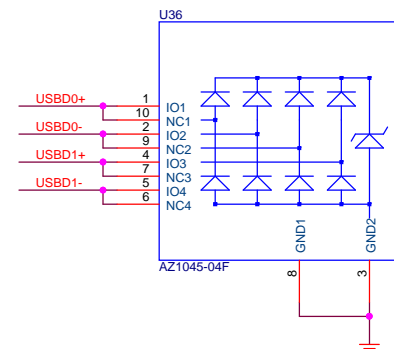 U36
USBD0+ 1 IO1
10 NC1
USBD0- 2 IO2
9 NC2
USBD1+ 4 IO3
7 NC3
USBD1- 5 IO4
6 NC4
GND1
GND2
AZ1045-04F
8
3